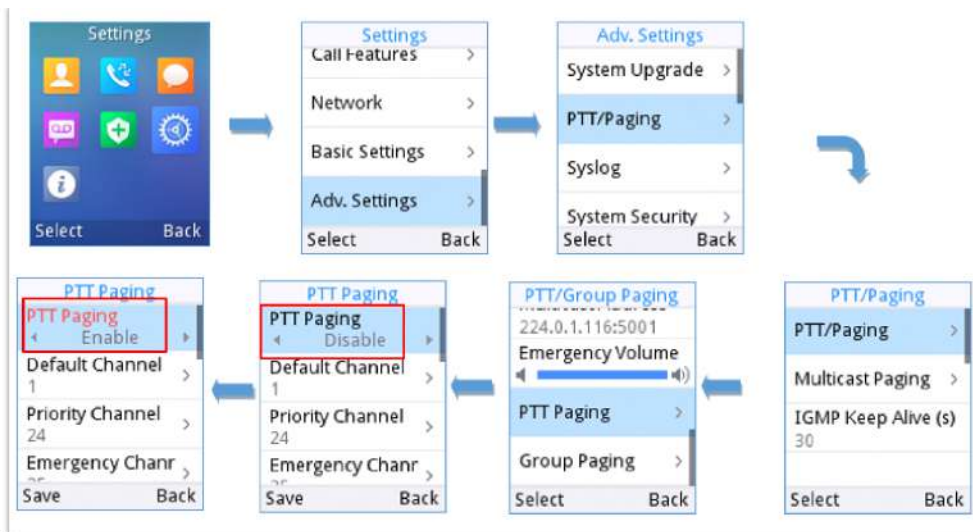 Settings
Select Back
Settings
Call Features
Network
Basic Settings
Adv. Settings
Select Back
Adv. Settings
System Upgrade
PTT/Paging
Syslog
System Security
Select Back
PTT/Paging
PTT/Paging
Multicast Paging
IGMP Keep Alive (s)
30
Select Back
PTT/Group Paging
224.0.1.116:5001
Emergency Volume
PTT Paging
Group Paging
Select Back
PTT Paging
PTT Paging
Disable
Default Channel
1
Priority Channel
24
Emergency Chanr
Save Back
PTT Paging
PTT Paging
Enable
Default Channel
1
Priority Channel
24
Emergency Chanr
Save Back